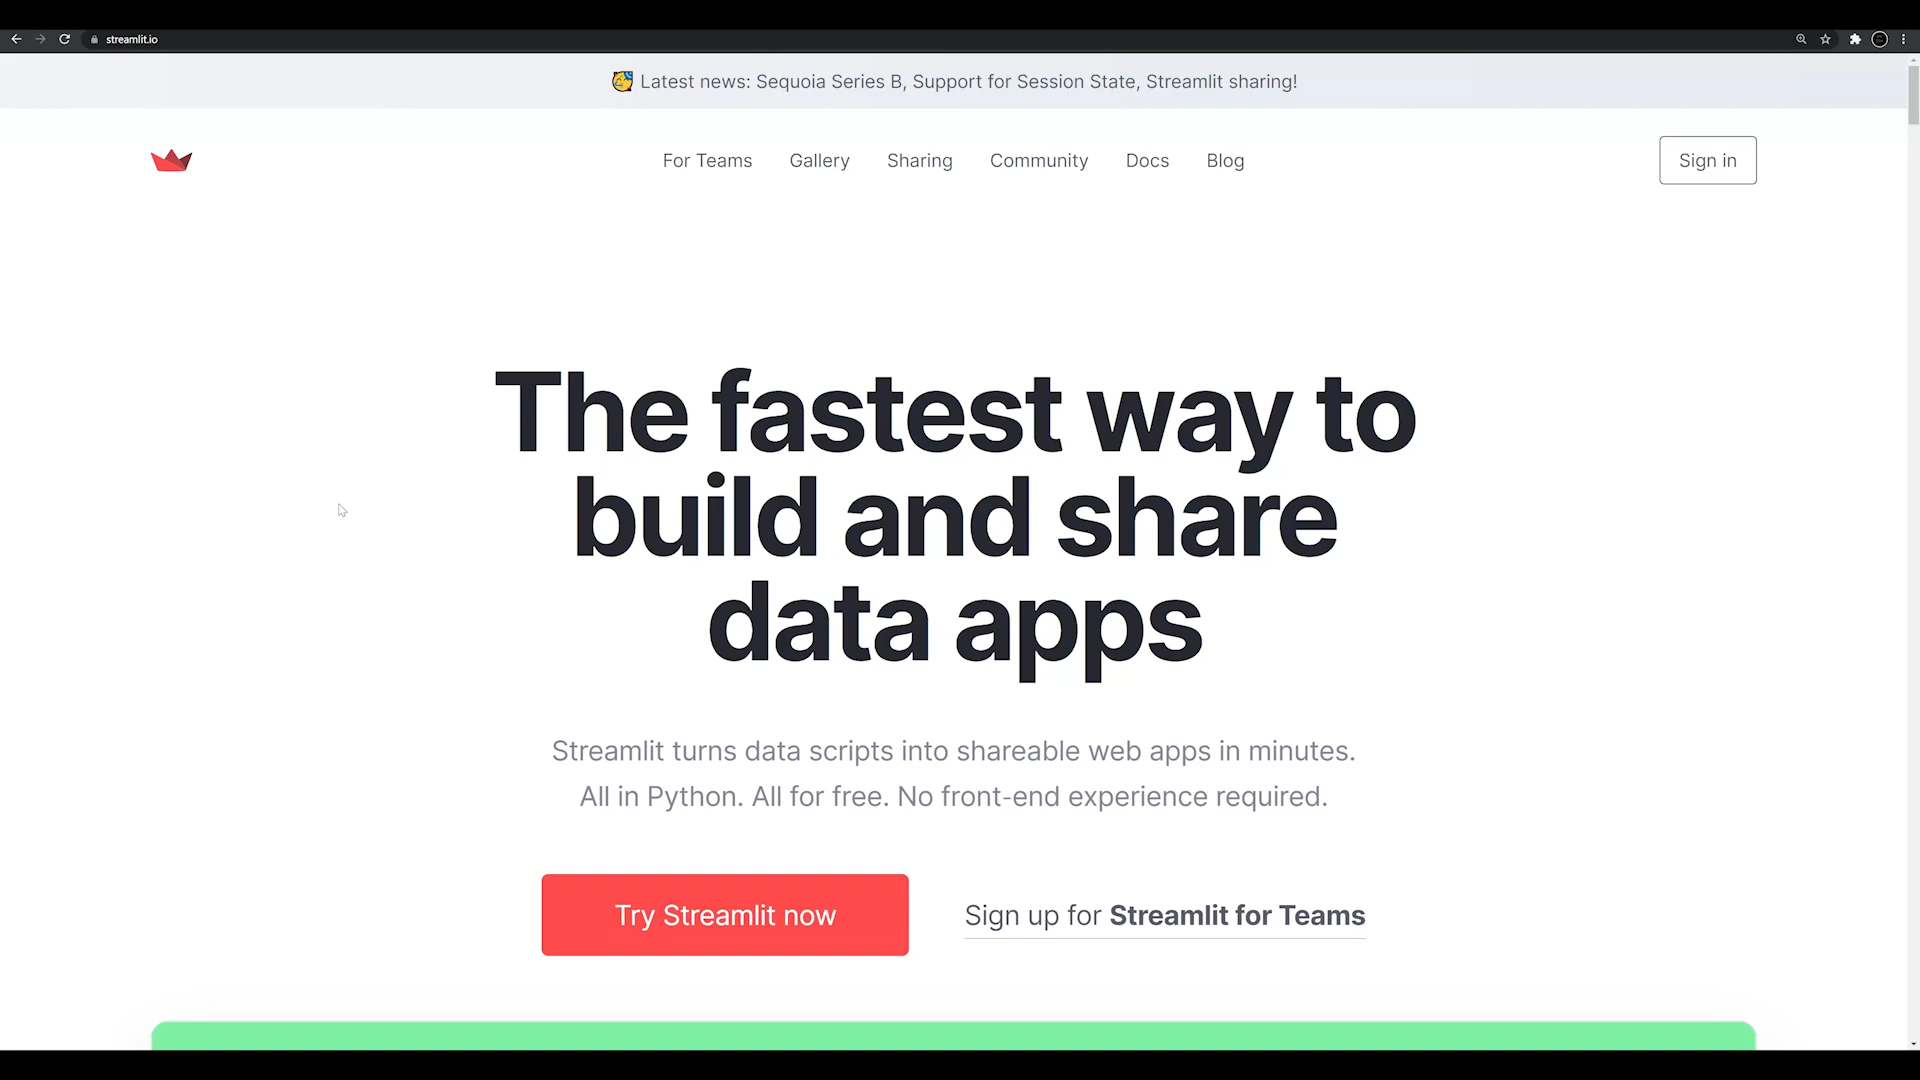 streamlit.io
Latest news: Sequoia Series B, Support for Session State, Streamlit sharing!
For Teams Gallery Sharing Community Docs Blog Sign in
The fastest way to
build and share
data apps
Streamlit turns data scripts into shareable web apps in minutes.
All in Python. All for free. No front-end experience required.
Try Streamlit now Sign up for Streamlit for Teams